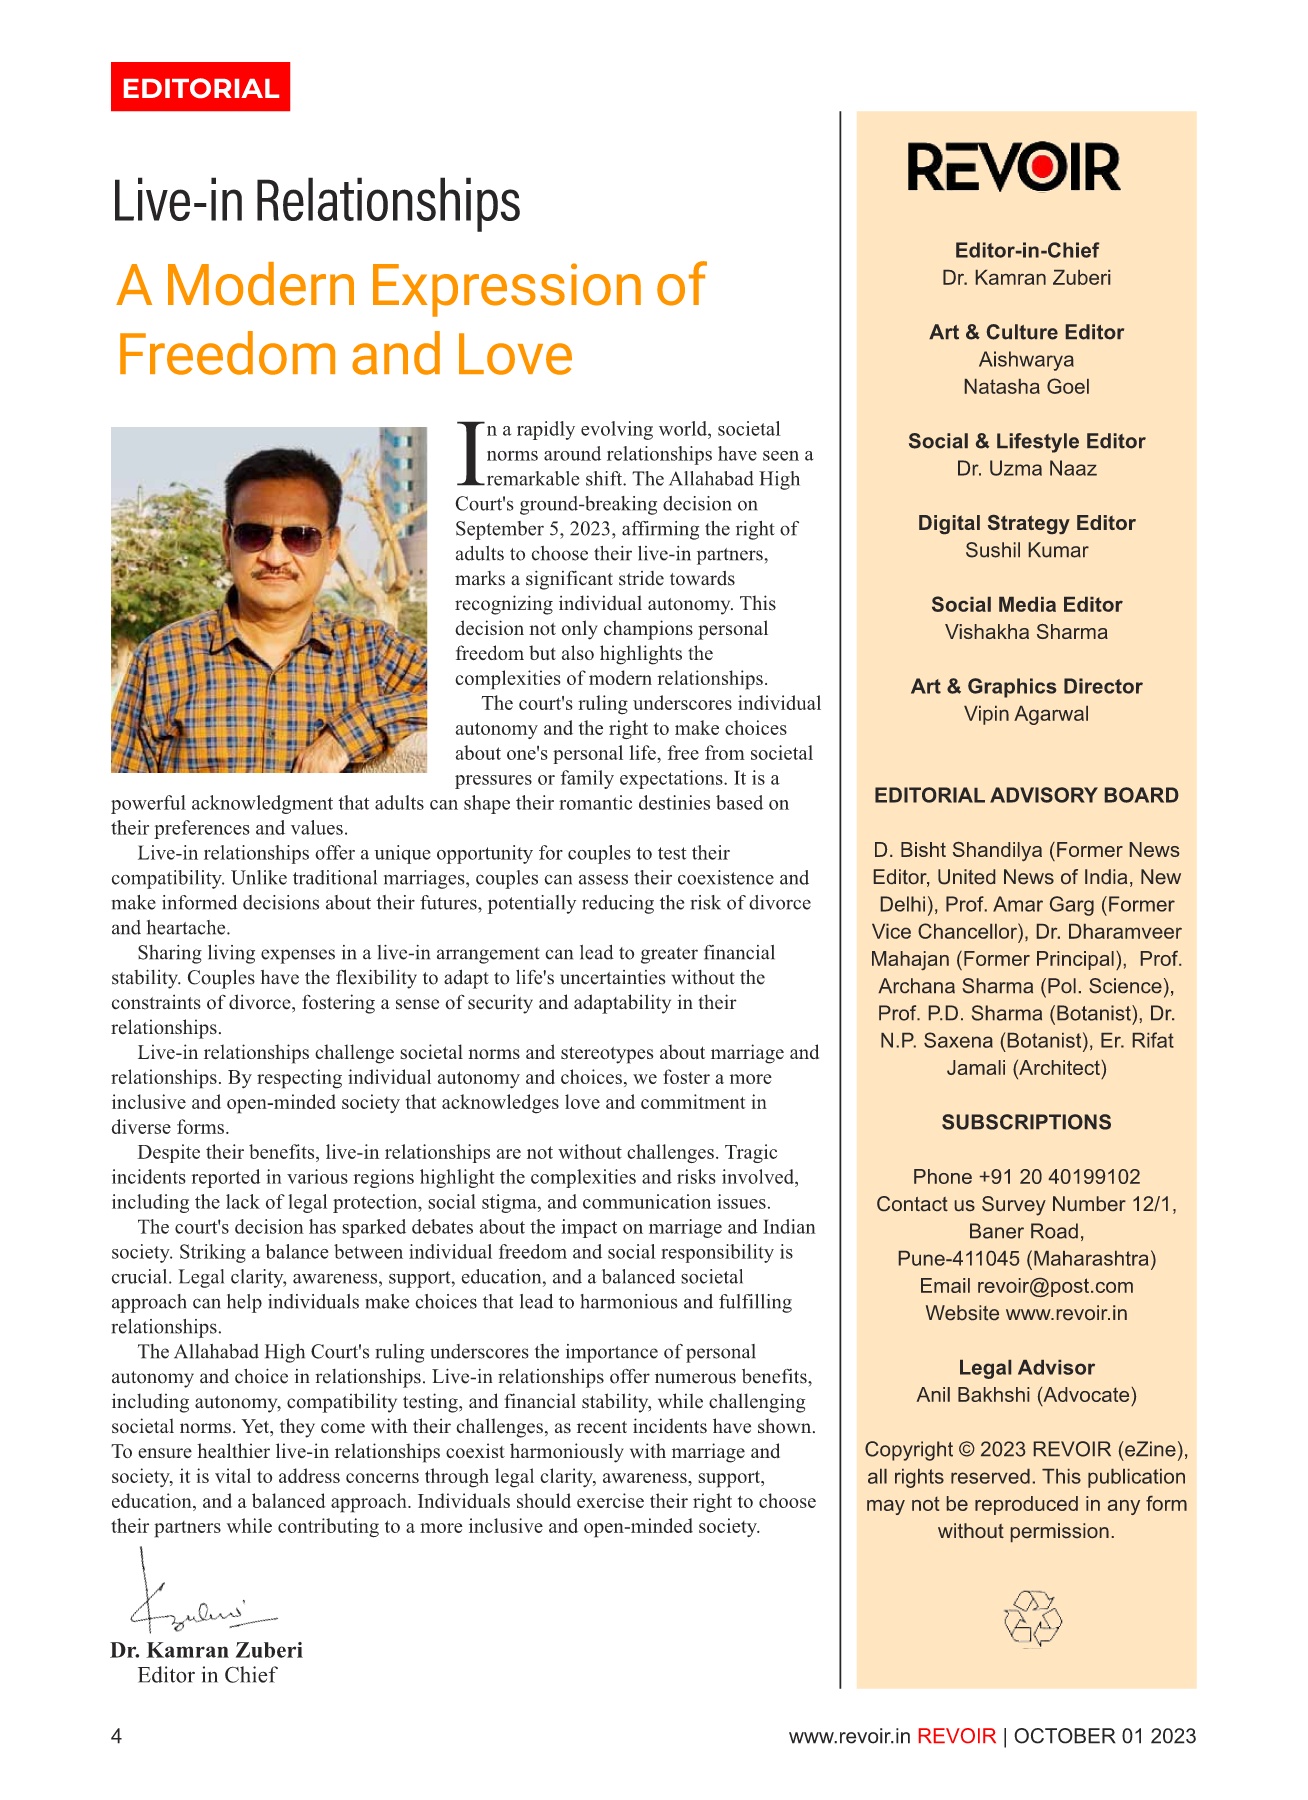 EDITORIAL
Live-in Relationships
A Modern Expression of
Freedom and Love
In a rapidly evolving world, societal
norms around relationships have seen a
remarkable shift. The Allahabad High
Court's ground-breaking decision on
September 5, 2023, affirming the right of
adults to choose their live-in partners,
marks a significant stride towards
recognizing individual autonomy. This
decision not only champions personal
freedom but also highlights the
complexities of modern relationships.
The court's ruling underscores individual
autonomy and the right to make choices
about one's personal life, free from societal
pressures or family expectations. It is a
powerful acknowledgment that adults can shape their romantic destinies based on
their preferences and values.
Live-in relationships offer a unique opportunity for couples to test their
compatibility. Unlike traditional marriages, couples can assess their coexistence and
make informed decisions about their futures, potentially reducing the risk of divorce
and heartache.
Sharing living expenses in a live-in arrangement can lead to greater financial
stability. Couples have the flexibility to adapt to life's uncertainties without the
constraints of divorce, fostering a sense of security and adaptability in their
relationships.
Live-in relationships challenge societal norms and stereotypes about marriage and
relationships. By respecting individual autonomy and choices, we foster a more
inclusive and open-minded society that acknowledges love and commitment in
diverse forms.
Despite their benefits, live-in relationships are not without challenges. Tragic
incidents reported in various regions highlight the complexities and risks involved,
including the lack of legal protection, social stigma, and communication issues.
The court's decision has sparked debates about the impact on marriage and Indian
society. Striking a balance between individual freedom and social responsibility is
crucial. Legal clarity, awareness, support, education, and a balanced societal
approach can help individuals make choices that lead to harmonious and fulfilling
relationships.
The Allahabad High Court's ruling underscores the importance of personal
autonomy and choice in relationships. Live-in relationships offer numerous benefits,
including autonomy, compatibility testing, and financial stability, while challenging
societal norms. Yet, they come with their challenges, as recent incidents have shown.
To ensure healthier live-in relationships coexist harmoniously with marriage and
society, it is vital to address concerns through legal clarity, awareness, support,
education, and a balanced approach. Individuals should exercise their right to choose
their partners while contributing to a more inclusive and open-minded society.
Kzuberi
Dr. Kamran Zuberi
Editor in Chief
REVOIR
Editor-in-Chief
Dr. Kamran Zuberi
Art & Culture Editor
Aishwarya
Natasha Goel
Social & Lifestyle Editor
Dr. Uzma Naaz
Digital Strategy Editor
Sushil Kumar
Social Media Editor
Vishakha Sharma
Art & Graphics Director
Vipin Agarwal
EDITORIAL ADVISORY BOARD
D. Bisht Shandilya (Former News
Editor, United News of India, New
Delhi), Prof. Amar Garg (Former
Vice Chancellor), Dr. Dharamveer
Mahajan (Former Principal), Prof.
Archana Sharma (Pol. Science),
Prof. P.D. Sharma (Botanist), Dr.
N.P. Saxena (Botanist), Er. Rifat
Jamali (Architect)
SUBSCRIPTIONS
Phone +91 20 40199102
Contact us Survey Number 12/1,
Baner Road,
Pune-411045 (Maharashtra)
Email revoir@post.com
Website www.revoir.in
Legal Advisor
Anil Bakhshi (Advocate)
Copyright © 2023 REVOIR (eZine),
all rights reserved. This publication
may not be reproduced in any form
without permission.
4
www.revoir.in REVOIR | OCTOBER 01 2023